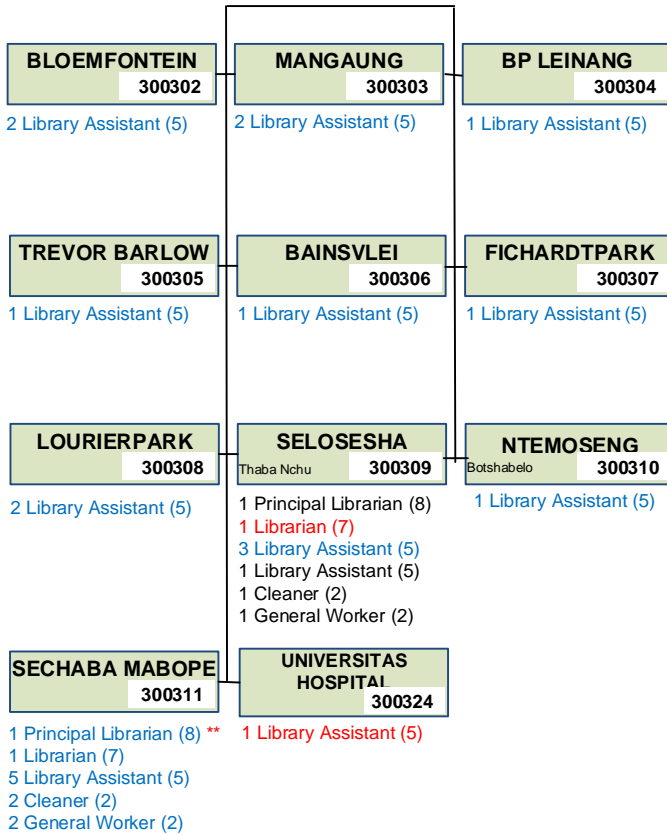 BLOEMFONTEIN
300302
2 Library Assistant (5)
MANGAUNG
300303
2 Library Assistant (5)
BP LEINANG
300304
1 Library Assistant (5)
TREVOR BARLOW
300305
1 Library Assistant (5)
BAINSVLEI
300306
1 Library Assistant (5)
FICHARDTPARK
300307
1 Library Assistant (5)
LOURIERPARK
300308
2 Library Assistant (5)
SELOSESHA
Thaba Nchu
300309
1 Principal Librarian (8)
1 Librarian (7)
3 Library Assistant (5)
1 Library Assistant (5)
1 Cleaner (2)
1 General Worker (2)
NTEMOSENG
Botshabelo
300310
1 Library Assistant (5)
SECHABA MABOPE
300311
1 Principal Librarian (8) **
1 Librarian (7)
5 Library Assistant (5)
2 Cleaner (2)
2 General Worker (2)
UNIVERSITAS
HOSPITAL
300324
1 Library Assistant (5)